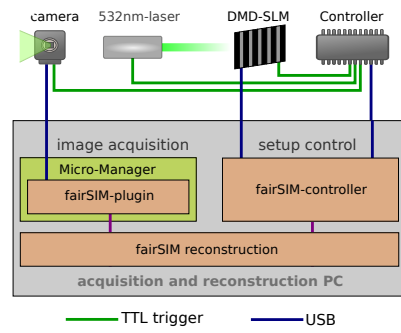 camera 532nm-laser DMD-SLM Controller
image acquisition setup control
Micro-Manager
fairSIM-plugin fairSIM-controller
fairSIM reconstruction
acquisition and reconstruction PC
TTL trigger USB